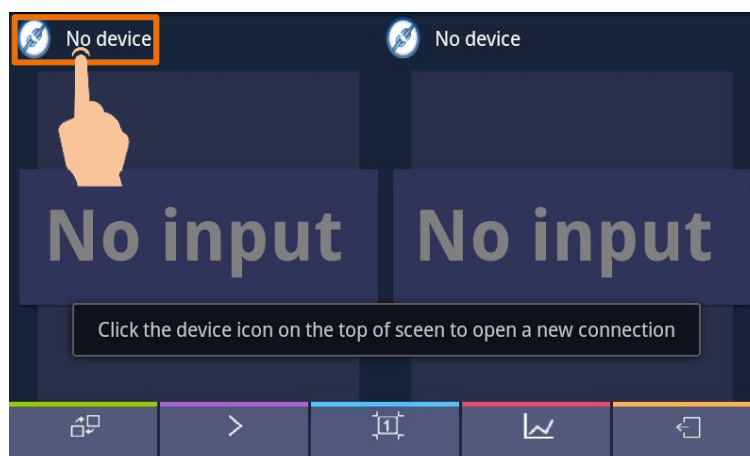 No device
No device
No input
No input
Click the device icon on the top of sceen to open a new connection
1